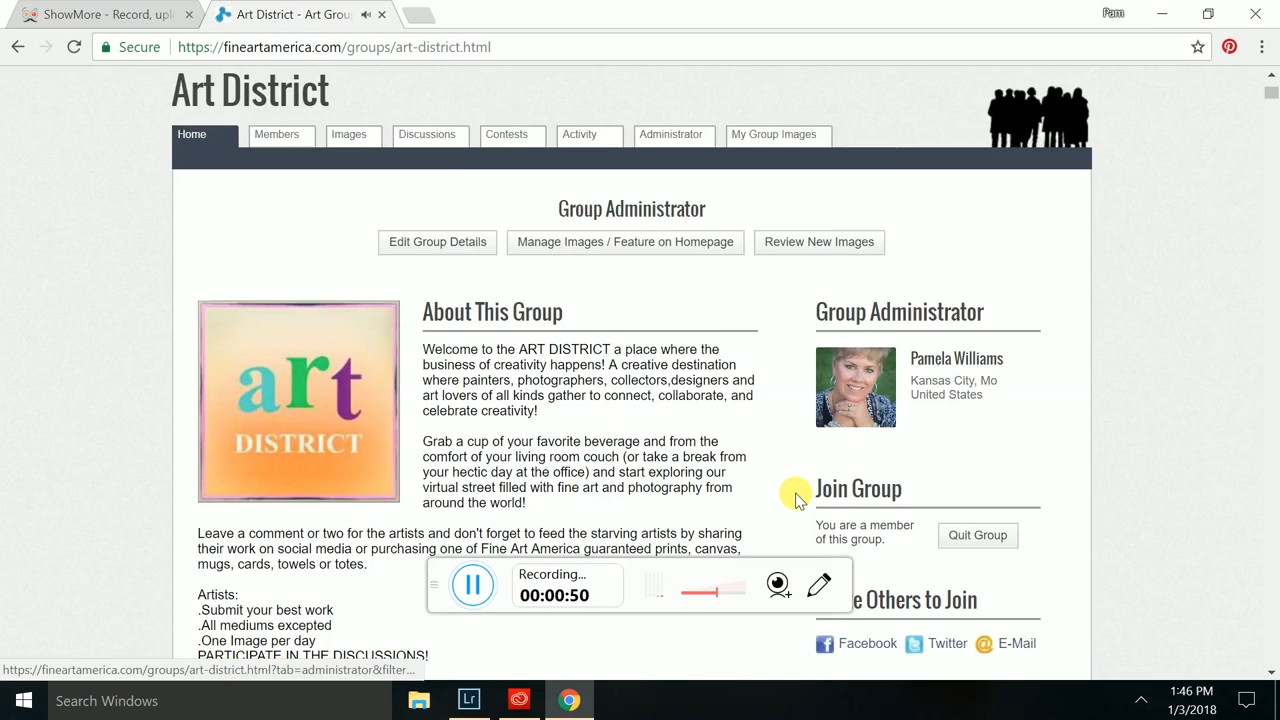 ShowMore - Record, upl
Art District - Art Grou
Pam
Secure
https://fineartamerica.com/groups/art-district.html
Art District
Home
Members
Images
Discussions
Contests
Activity
Administrator
My Group Images
Group Administrator
Edit Group Details
Manage Images / Feature on Homepage
Review New Images
art
DISTRICT
About This Group
Welcome to the ART DISTRICT a place where the
business of creativity happens! A creative destination
where painters, photographers, collectors,designers and
art lovers of all kinds gather to connect, collaborate, and
celebrate creativity!
Grab a cup of your favorite beverage and from the
comfort of your living room couch (or take a break from
your hectic day at the office) and start exploring our
virtual street filled with fine art and photography from
around the world!
Leave a comment or two for the artists and don't forget to feed the starving artists by sharing
their work on social media or purchasing one of Fine Art America guaranteed prints, canvas,
mugs, cards, towels or totes.
Artists:
.Submit your best work
.All mediums excepted
.One Image per day
PARTICIPATE IN THE DISCUSSIONS!
Group Administrator
Pamela Williams
Kansas City, Mo
United States
Join Group
You are a member
of this group.
Quit Group
e Others to Join
Facebook
Twitter
E-Mail
Recording...
00:00:50
https://fineartamerica.com/groups/art-district.html?tab=administrator&filter...
Search Windows
Lr
1:46 PM
1/3/2018